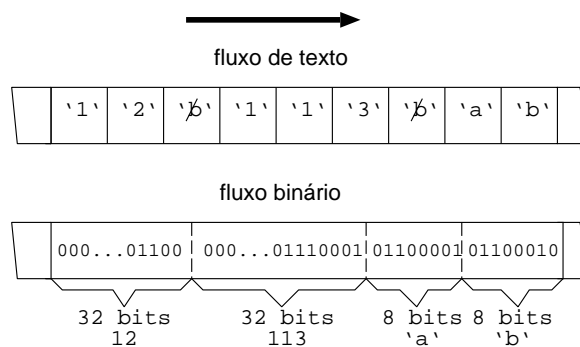 fluxo de texto
'1' '2' 'b̸' '1' '1' '3' 'b̸' 'a' 'b'
fluxo binário
000...01100 000...01110001 01100001 01100010
32 bits 32 bits 8 bits 8 bits
12 113 'a' 'b'